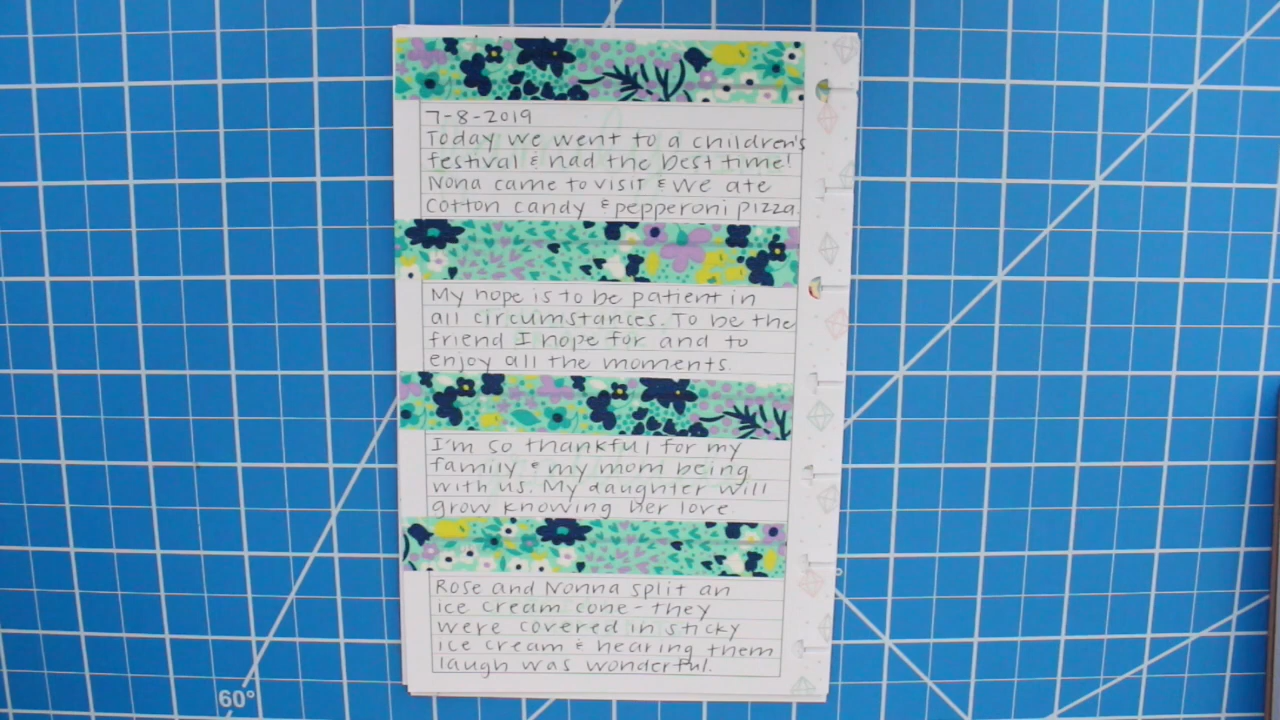 7-8-2019
Today we went to a children's
festival & had the best time!
Nona came to visit & we ate
cotton candy & pepperoni pizza.
My hope is to be patient in
all circumstances. To be the
friend I hope for and to
enjoy all the moments.
I'm so thankful for my
family & my mom being
with us. My daughter will
grow knowing her love.
Rose and Nonna split an
ice cream cone - they
were covered in sticky
ice cream & hearing them
laugh was wonderful.
60°